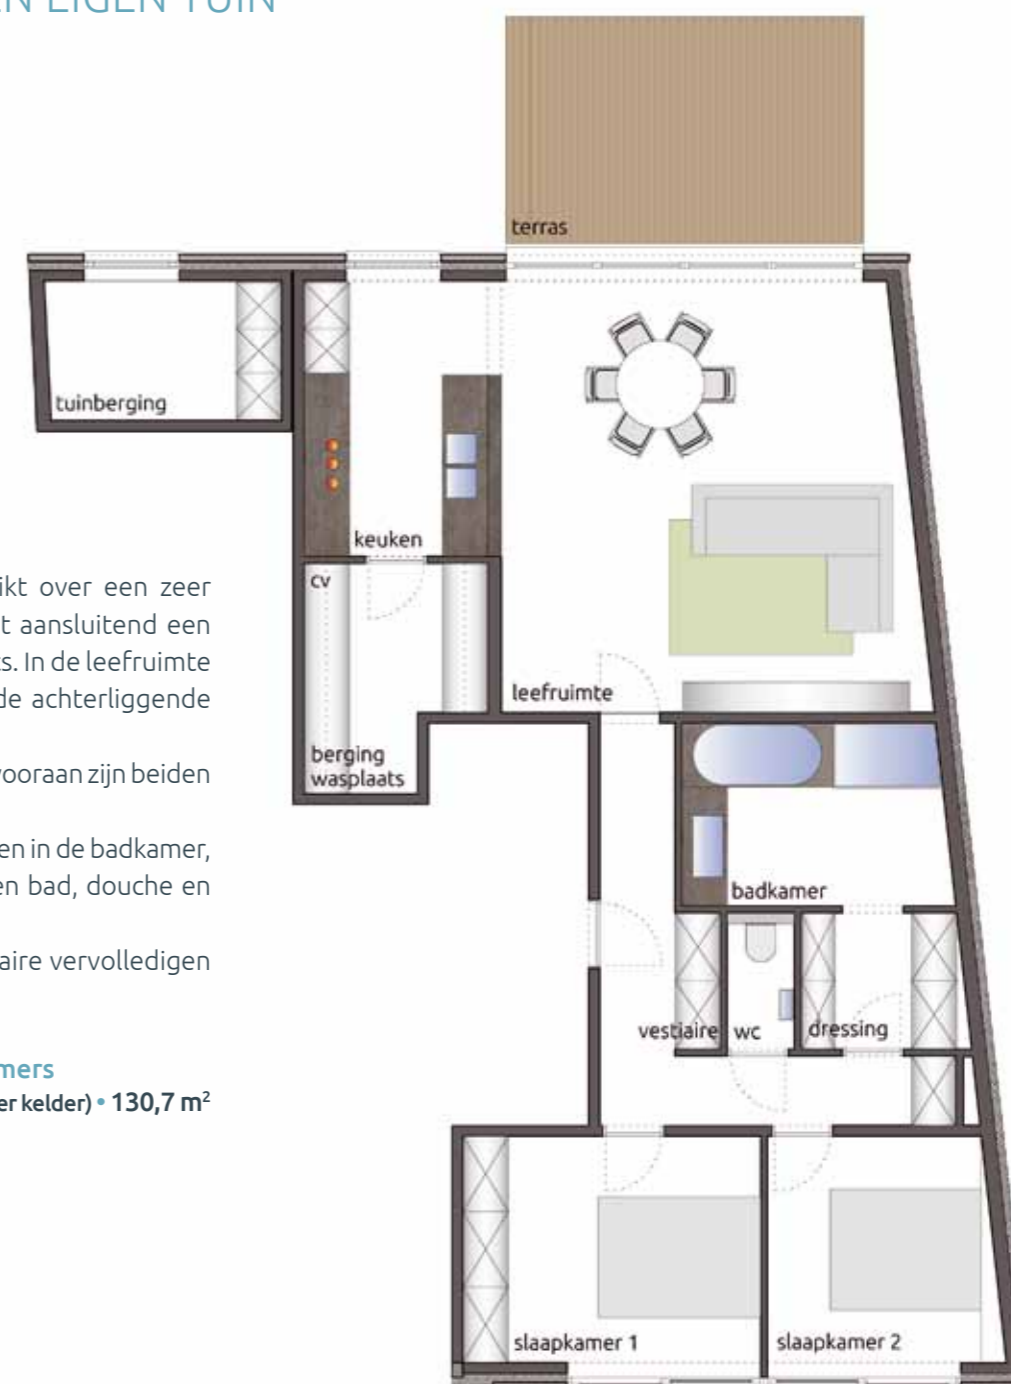 EN EIGEN TUIN
terras
tuinberging
keuken
cv
ikt over een zeer
t aansluitend een
s. In de leefruimte
de achterliggende
leefruimte
berging
wasplaats
vooraan zijn beiden
en in de badkamer,
en bad, douche en
badkamer
aire vervolledigen
vestiaire wc dressing
mers
er kelder) • 130,7 m²
slaapkamer 1
slaapkamer 2